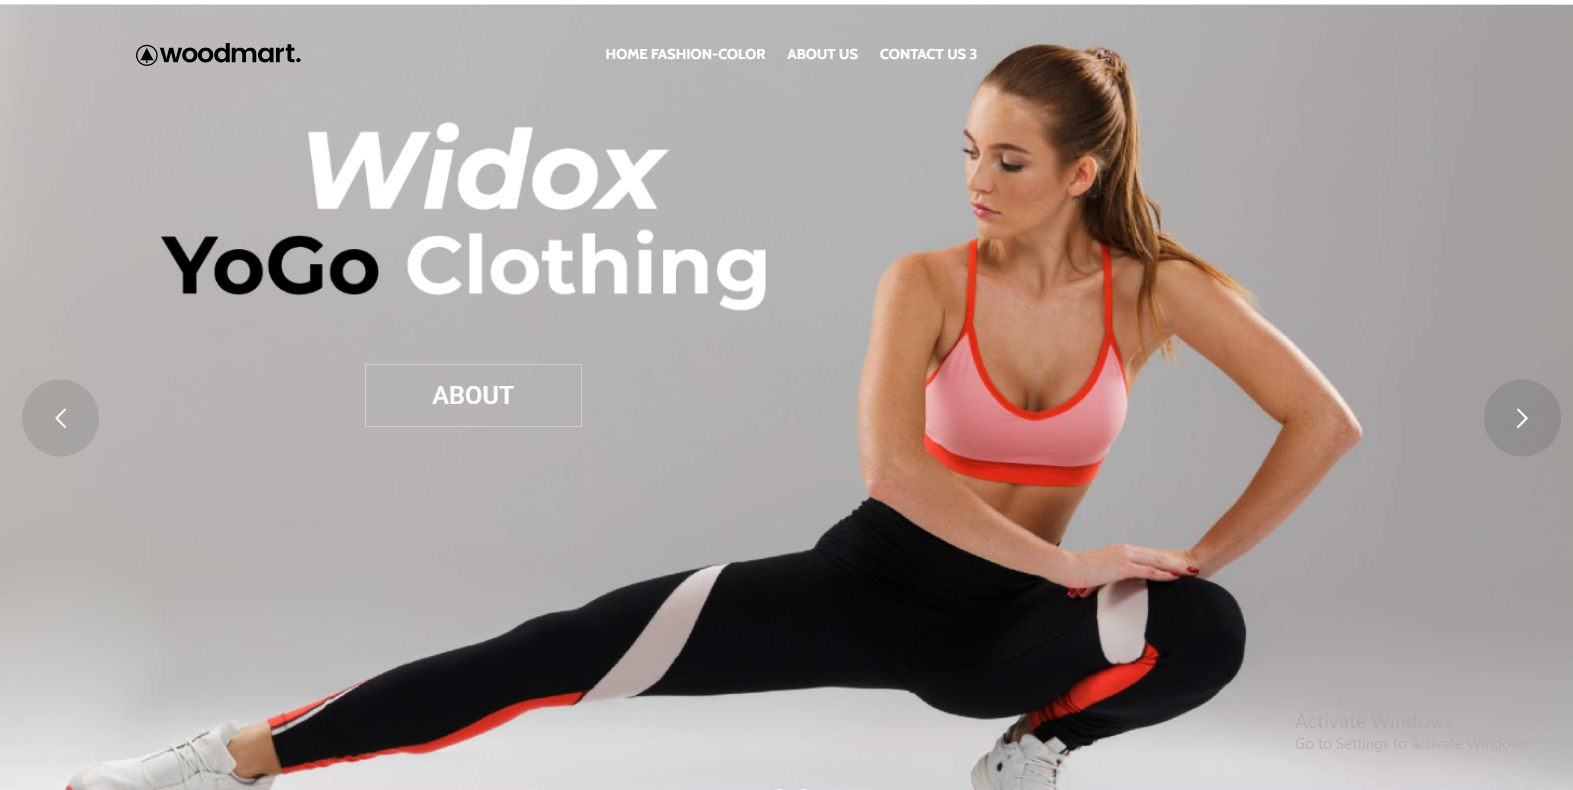 woodmart.
HOME FASHION-COLOR ABOUT US CONTACT US 3
Widox
YoGo Clothing
ABOUT
Activate Windows
Go to Settings to activate Windows.